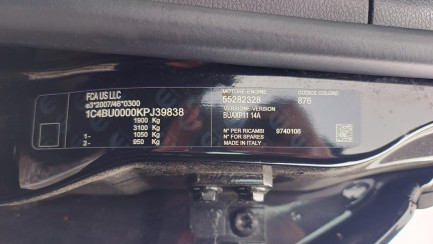 FCA US LLC
e3*2007/46*0300
1C4BU0000KPJ39838
1900 Kg
3100 Kg
1- 1050 Kg
2- 950 Kg
MOTORE-ENGINE
55282328
VERSIONE-VERSION
BUAXP11 14A
N° PER RICAMBI
N° FOR SPARES
9740106
MADE IN ITALY
CODICE COLORE
876